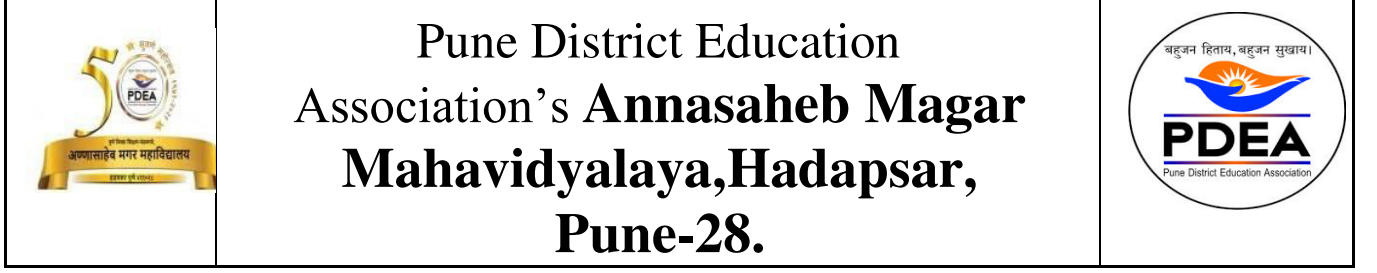 PDEA
अण्णासाहेब मगर महाविद्यालय
Pune District Education
Association’s Annasaheb Magar
Mahavidyalaya,Hadapsar,
Pune-28.
बहुजन हिताय, बहुजन सुखाय।
PDEA
Pune District Education Association